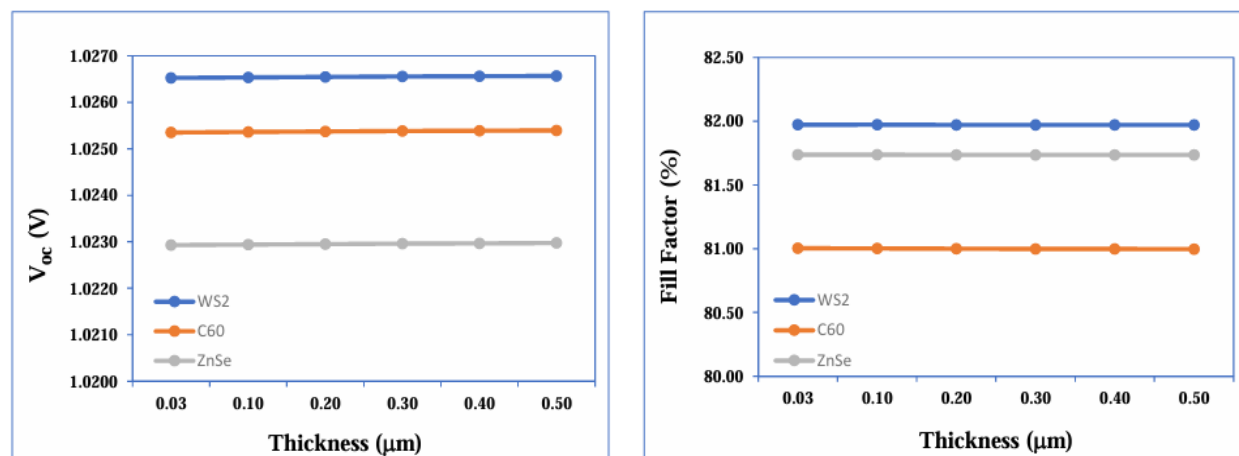 1.0270
1.0260
1.0250
1.0240
1.0230
1.0220
1.0210
1.0200
V_oc (V)
WS2
C60
ZnSe
0.03 0.10 0.20 0.30 0.40 0.50
Thickness (μm)
82.50
82.00
81.50
81.00
80.50
80.00
Fill Factor (%)
WS2
C60
ZnSe
0.03 0.10 0.20 0.30 0.40 0.50
Thickness (μm)